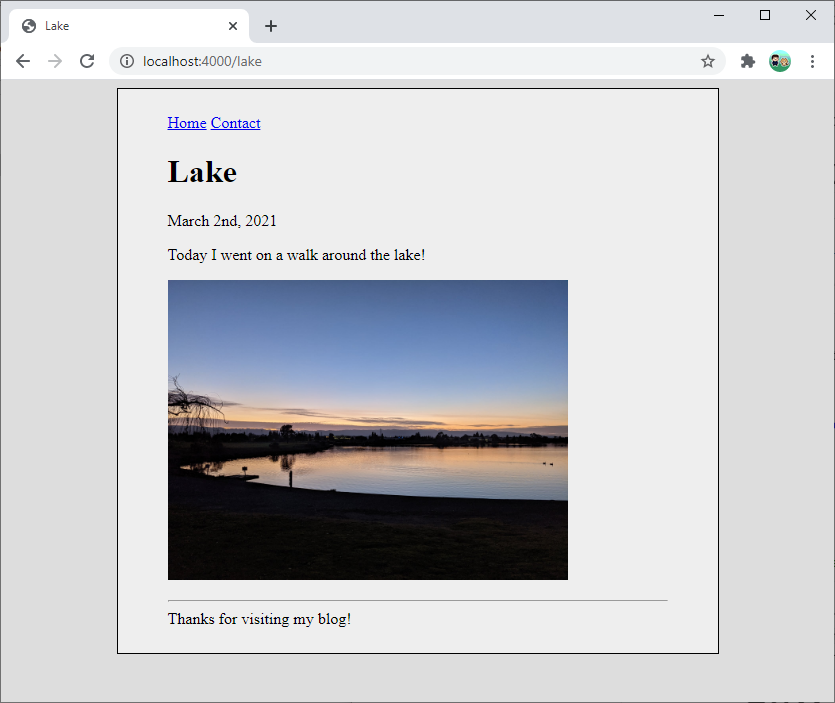 Lake
localhost:4000/lake
Home Contact
Lake
March 2nd, 2021
Today I went on a walk around the lake!
Thanks for visiting my blog!